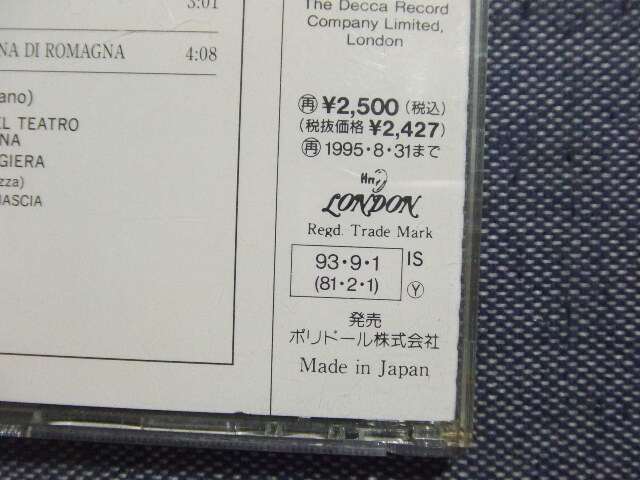 3:01
NA DI ROMAGNA 4:08
ano)
EL TEATRO
NA
GIERA
zza)
IASCIA
The Decca Record
Company Limited,
London
再 ¥2,500 (税込)
(税抜価格 ¥2,427)
再 1995・8・31まで
LONDON
Regd. Trade Mark
93・9・1 IS
(81・2・1) Y
発売
ポリドール株式会社
Made in Japan